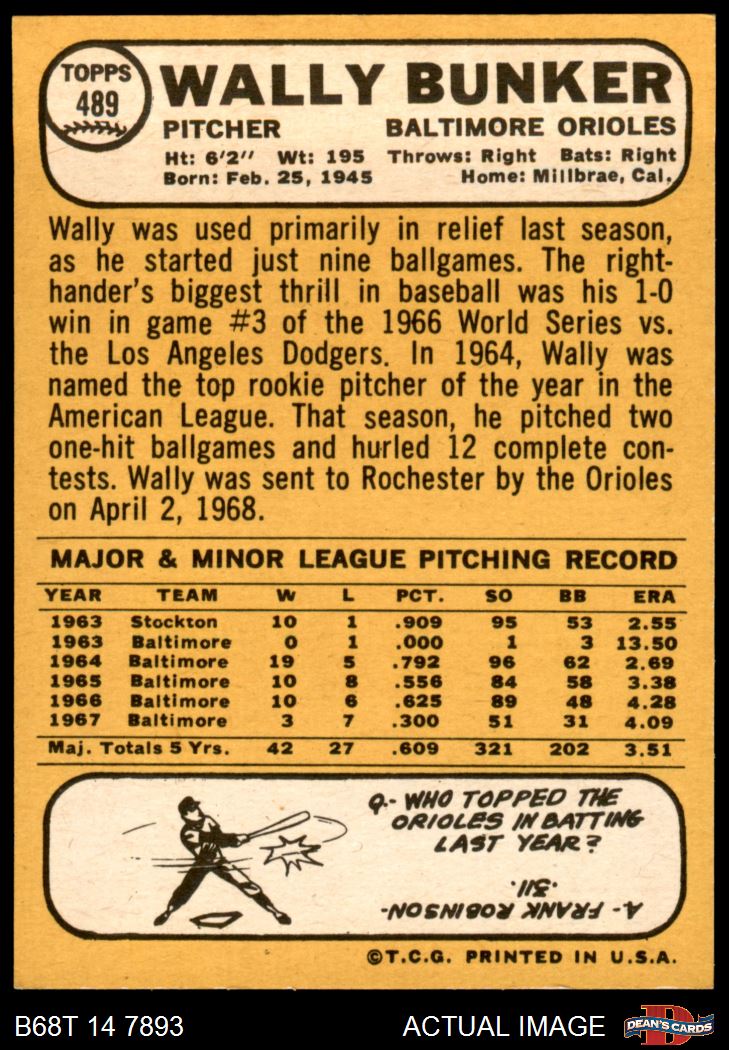 TOPPS
489
WALLY BUNKER
PITCHER BALTIMORE ORIOLES
Ht: 6'2" Wt: 195 Throws: Right Bats: Right
Born: Feb. 25, 1945 Home: Millbrae, Cal.
Wally was used primarily in relief last season,
as he started just nine ballgames. The right-
hander's biggest thrill in baseball was his 1-0
win in game #3 of the 1966 World Series vs.
the Los Angeles Dodgers. In 1964, Wally was
named the top rookie pitcher of the year in the
American League. That season, he pitched two
one-hit ballgames and hurled 12 complete con-
tests. Wally was sent to Rochester by the Orioles
on April 2, 1968.
MAJOR & MINOR LEAGUE PITCHING RECORD
YEAR TEAM W L PCT. SO BB ERA
1963 Stockton 10 1 .909 95 53 2.55
1963 Baltimore 0 1 .000 1 3 13.50
1964 Baltimore 19 5 .792 96 62 2.69
1965 Baltimore 10 8 .556 84 58 3.38
1966 Baltimore 10 6 .625 89 48 4.28
1967 Baltimore 3 7 .300 51 31 4.09
Maj. Totals 5 Yrs. 42 27 .609 321 202 3.51
Q.- WHO TOPPED THE
ORIOLES IN BATTING
LAST YEAR?
A- FRANK ROBINSON-
.311.
©T.C.G. PRINTED IN U.S.A.
B68T 14 7893 ACTUAL IMAGE
D
DEAN'S CARDS